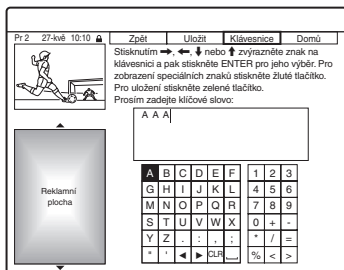 Pr 2 27-kvě 10:10 Zpět Uložit Klávesnice Domů
Stisknutím ➡, ⬅, ⬇ nebo ⬆ zvýrazněte znak na
klávesnici a pak stiskněte ENTER pro jeho výběr. Pro
zobrazení speciálních znaků stiskněte žluté tlačítko.
Pro uložení stiskněte zelené tlačítko.
Prosím zadejte klíčové slovo:
A A A
Reklamní
plocha
A B C D E F 1 2 3
G H I J K L 4 5 6
M N O P Q R 7 8 9
S T U V W X 0 + -
Y Z . : , ; * / =
" ' ◀ ▶ CLR ⎵ % < >